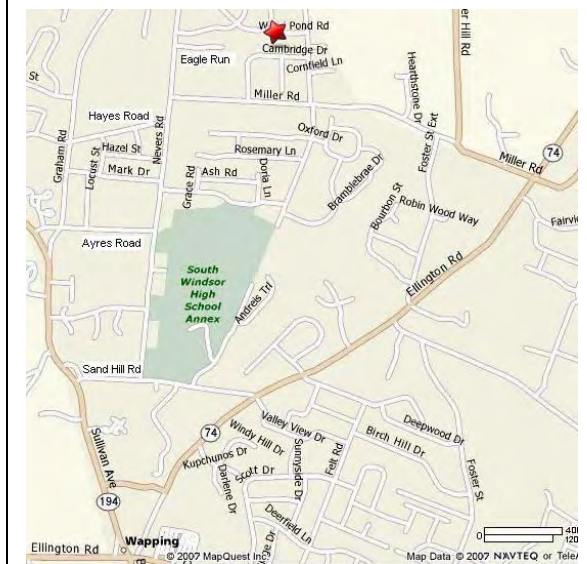 Pond Rd
Cambridge Dr
Cornfield Ln
Eagle Run
St
Hill Rd
Miller Rd
Hearthstone Dr
Foster St Ext
74
Miller Rd
Hayes Road
Graham Rd
Locust St
Hazel St
Mark Dr
Nevers Rd
Oxford Dr
Rosemary Ln
Grace Rd
Ash Rd
Doria Ln
Bramblebrae Dr
Bourbon St
Robin Wood Way
Ayres Road
South
Windsor
High
School
Annex
Andreis Trl
Ellington Rd
Sand Hill Rd
74
Valley View Dr
Windy Hill Dr
Sunnyside Dr
Deepwood Dr
Birch Hill Dr
Felt Rd
Foster St
Sullivan Ave
Kupchunos Dr
Darlene Dr
Scott Dr
Deerfield Ln
194
Wapping
Ellington Rd
0
© 2007 MapQuest Inc.
Map Data © 2007 NAVTEQ or Tele